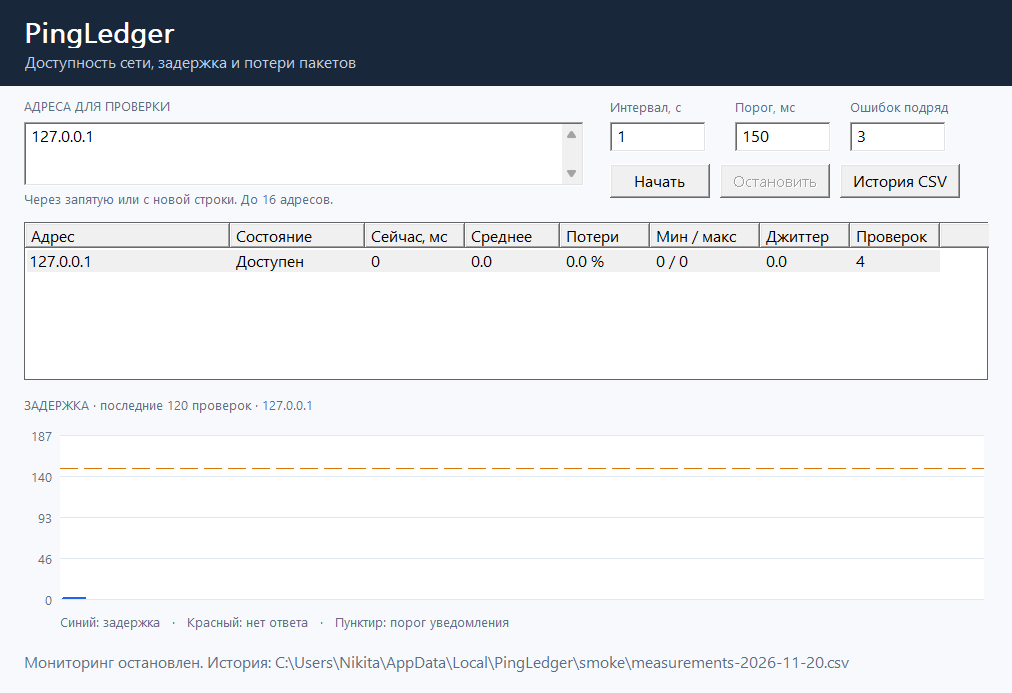 PingLedger
Доступность сети, задержка и потери пакетов
АДРЕСА ДЛЯ ПРОВЕРКИ
Интервал, с
Порог, мс
Ошибок подряд
127.0.0.1
1
150
3
Начать
Остановить
История CSV
Через запятую или с новой строки. До 16 адресов.
Адрес Состояние Сейчас, мс Среднее Потери Мин / макс Джиттер Проверок
127.0.0.1 Доступен 0 0.0 0.0 % 0 / 0 0.0 4
ЗАДЕРЖКА · последние 120 проверок · 127.0.0.1
187
140
93
46
0
Синий: задержка · Красный: нет ответа · Пунктир: порог уведомления
Мониторинг остановлен. История: C:\Users\Nikita\AppData\Local\PingLedger\smoke\measurements-2026-11-20.csv